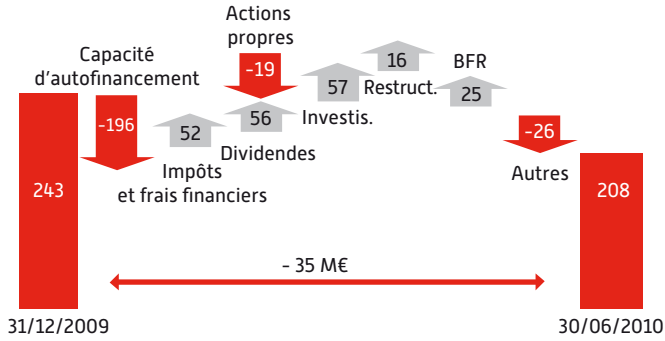 Actions
propres
Capacité
d'autofinancement
-196
52
Impôts
et frais financiers
-19
56
Dividendes
57
Investis.
16
Restruct.
BFR
25
-26
Autres
243
208
- 35 M€
31/12/2009
30/06/2010